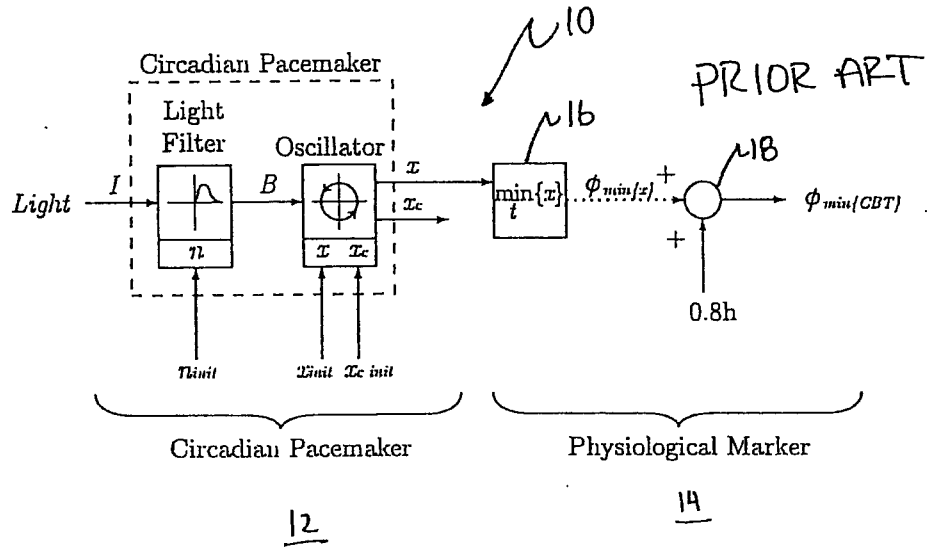 10
PRIOR ART
Circadian Pacemaker
Light
Filter
Oscillator
16
18
Light
I
B
x
xc
min{x}
t
ϕmin{x}
+
+
ϕmin{CBT}
n
x xc
0.8h
ninit
xinit xc init
Circadian Pacemaker
Physiological Marker
12
14